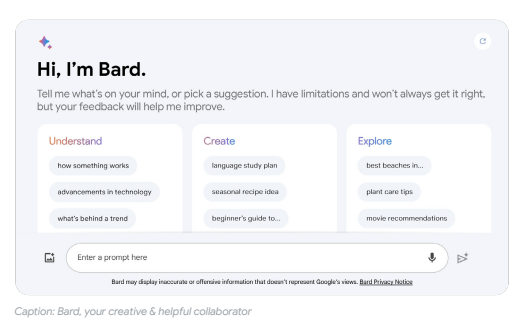 Hi, I'm Bard.
Tell me what's on your mind, or pick a suggestion. I have limitations and won't always get it right,
but your feedback will help me improve.
Understand
how something works
advancements in technology
what's behind a trend
Create
language study plan
seasonal recipe idea
beginner's guide to...
Explore
best beaches in...
plant care tips
movie recommendations
Enter a prompt here
Bard may display inaccurate or offensive information that doesn't represent Google's views. Bard Privacy Notice
Caption: Bard, your creative & helpful collaborator